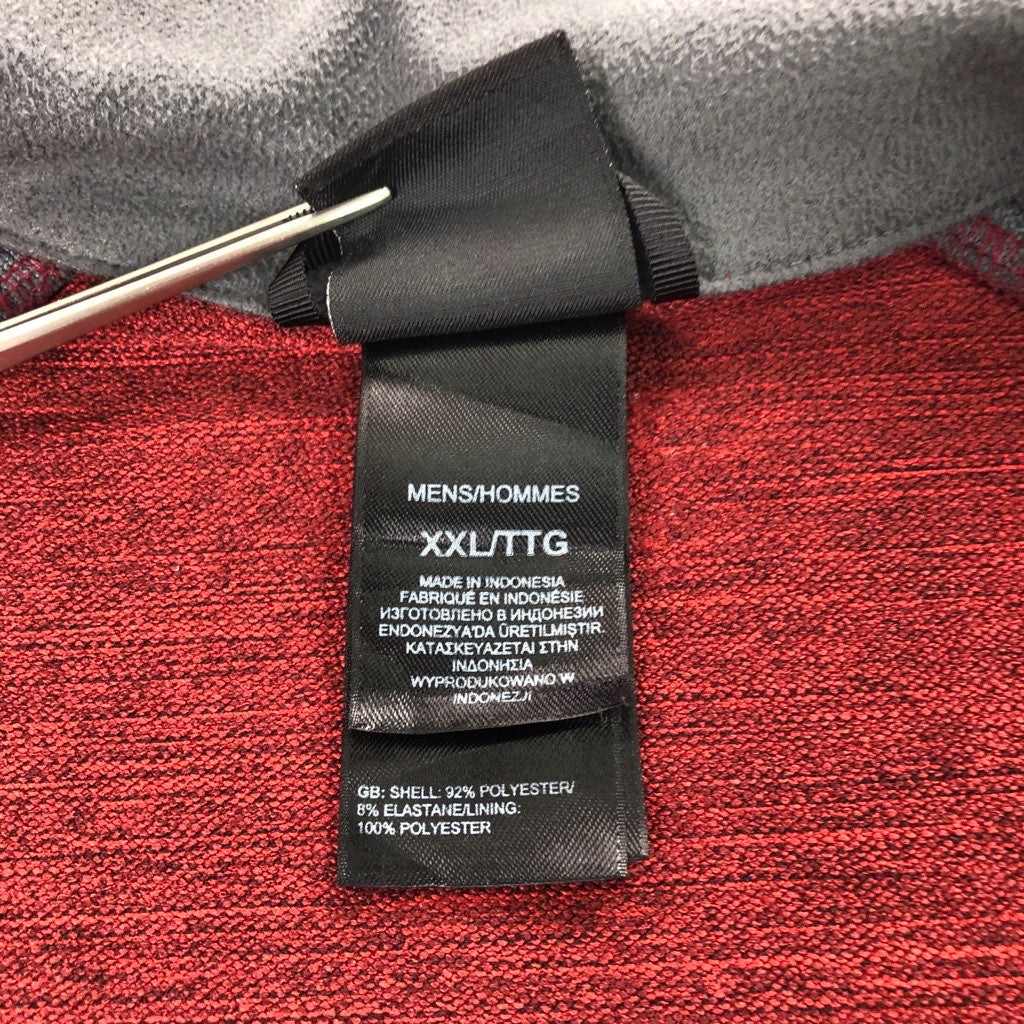 MENS/HOMMES
XXL/TTG
MADE IN INDONESIA
FABRIQUÉ EN INDONÉSIE
ИЗГОТОВЛЕНО В ИНДОНЕЗИИ
ENDONEZYA'DA ÜRETILMIŞTIR.
ΚΑΤΑΣΚΕΥΑΖΕΤΑΙ ΣΤΗΝ
ΙΝΔΟΝΗΣΙΑ
WYPRODUKOWANO W
INDONEZJI
GB: SHELL: 92% POLYESTER/
8% ELASTANE/LINING:
100% POLYESTER